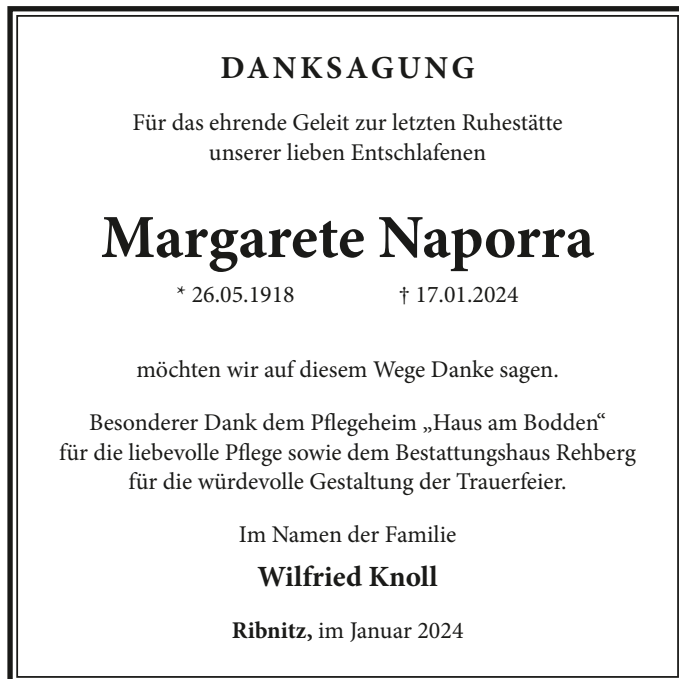 DANKSAGUNG
Für das ehrende Geleit zur letzten Ruhestätte
unserer lieben Entschlafenen
Margarete Naporra
* 26.05.1918 † 17.01.2024
möchten wir auf diesem Wege Danke sagen.
Besonderer Dank dem Pflegeheim „Haus am Bodden“
für die liebevolle Pflege sowie dem Bestattungshaus Rehberg
für die würdevolle Gestaltung der Trauerfeier.
Im Namen der Familie
Wilfried Knoll
Ribnitz, im Januar 2024